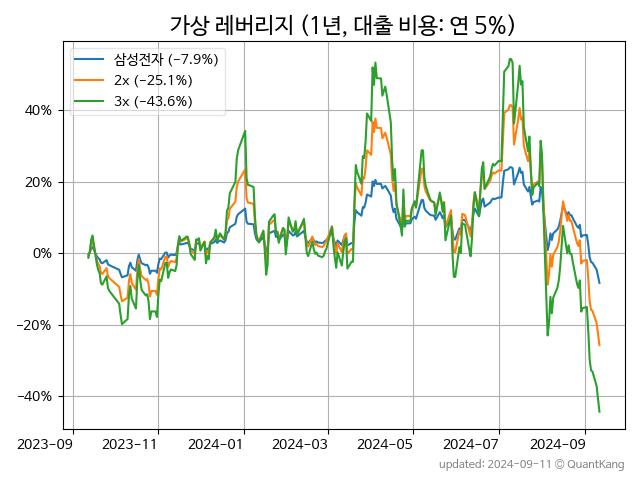 가상 레버리지 (1년, 대출 비용: 연 5%)
삼성전자 (−7.9%)
2x (−25.1%)
3x (−43.6%)
40%
20%
0%
−20%
−40%
2023-09 2023-11 2024-01 2024-03 2024-05 2024-07 2024-09
updated: 2024-09-11 © QuantKang